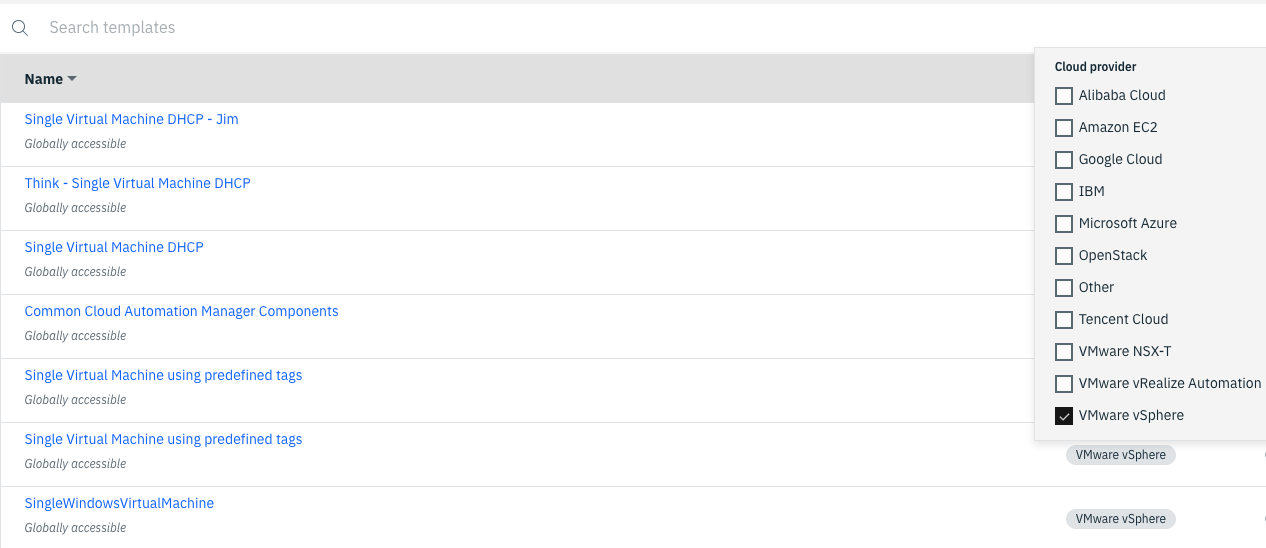 Search templates
Name
Cloud provider
Single Virtual Machine DHCP - Jim
Globally accessible
Think - Single Virtual Machine DHCP
Globally accessible
Single Virtual Machine DHCP
Globally accessible
Common Cloud Automation Manager Components
Globally accessible
Single Virtual Machine using predefined tags
Globally accessible
Single Virtual Machine using predefined tags
Globally accessible
SingleWindowsVirtualMachine
Globally accessible
Alibaba Cloud
Amazon EC2
Google Cloud
IBM
Microsoft Azure
OpenStack
Other
Tencent Cloud
VMware NSX-T
VMware vRealize Automation
VMware vSphere
VMware vSphere
VMware vSphere